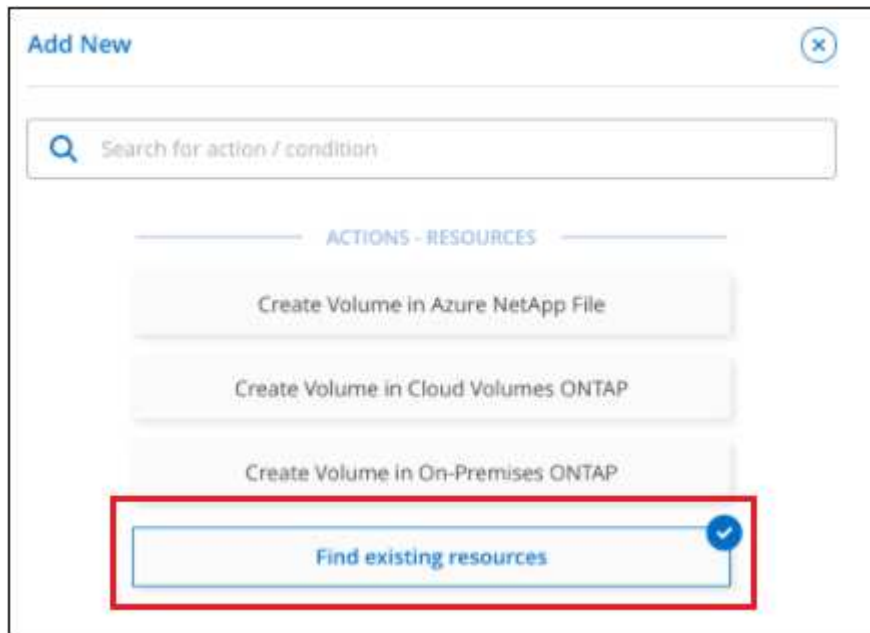 Add New
Search for action / condition
ACTIONS - RESOURCES
Create Volume in Azure NetApp File
Create Volume in Cloud Volumes ONTAP
Create Volume in On-Premises ONTAP
Find existing resources